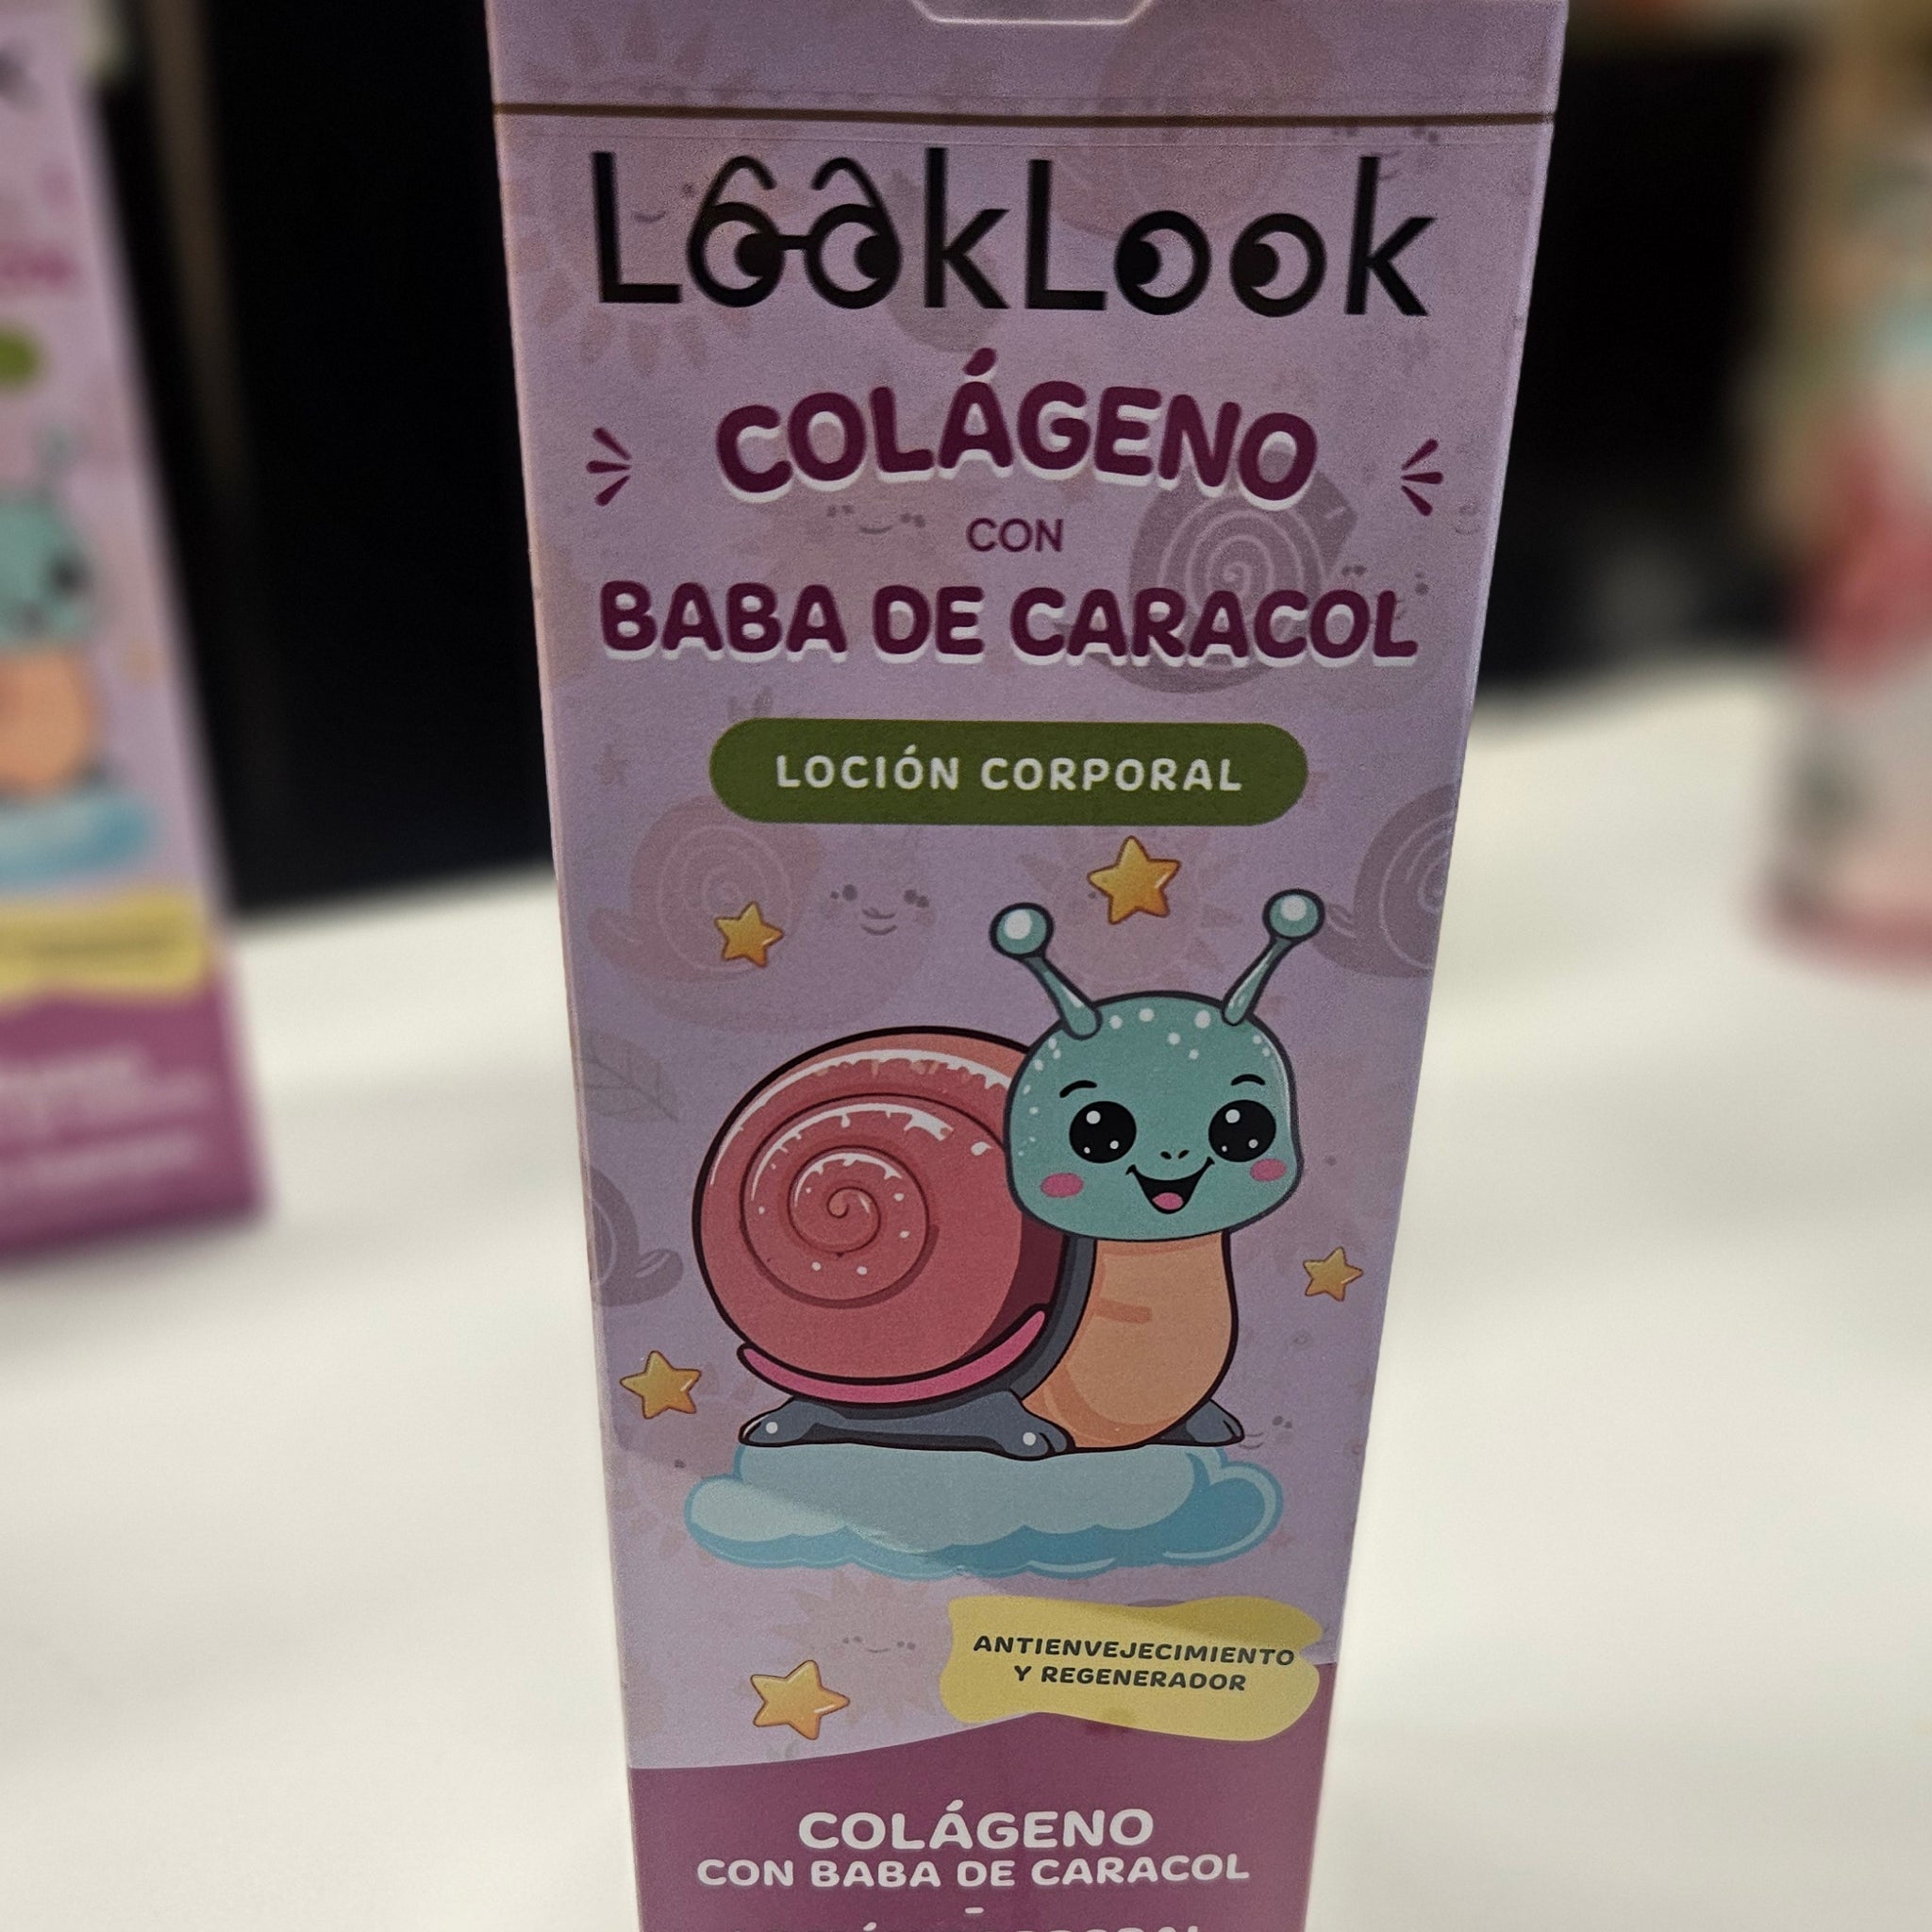 LookLook
COLÁGENO
CON
BABA DE CARACOL
LOCIÓN CORPORAL
ANTIENVEJECIMIENTO
Y REGENERADOR
COLÁGENO
CON BABA DE CARACOL
-